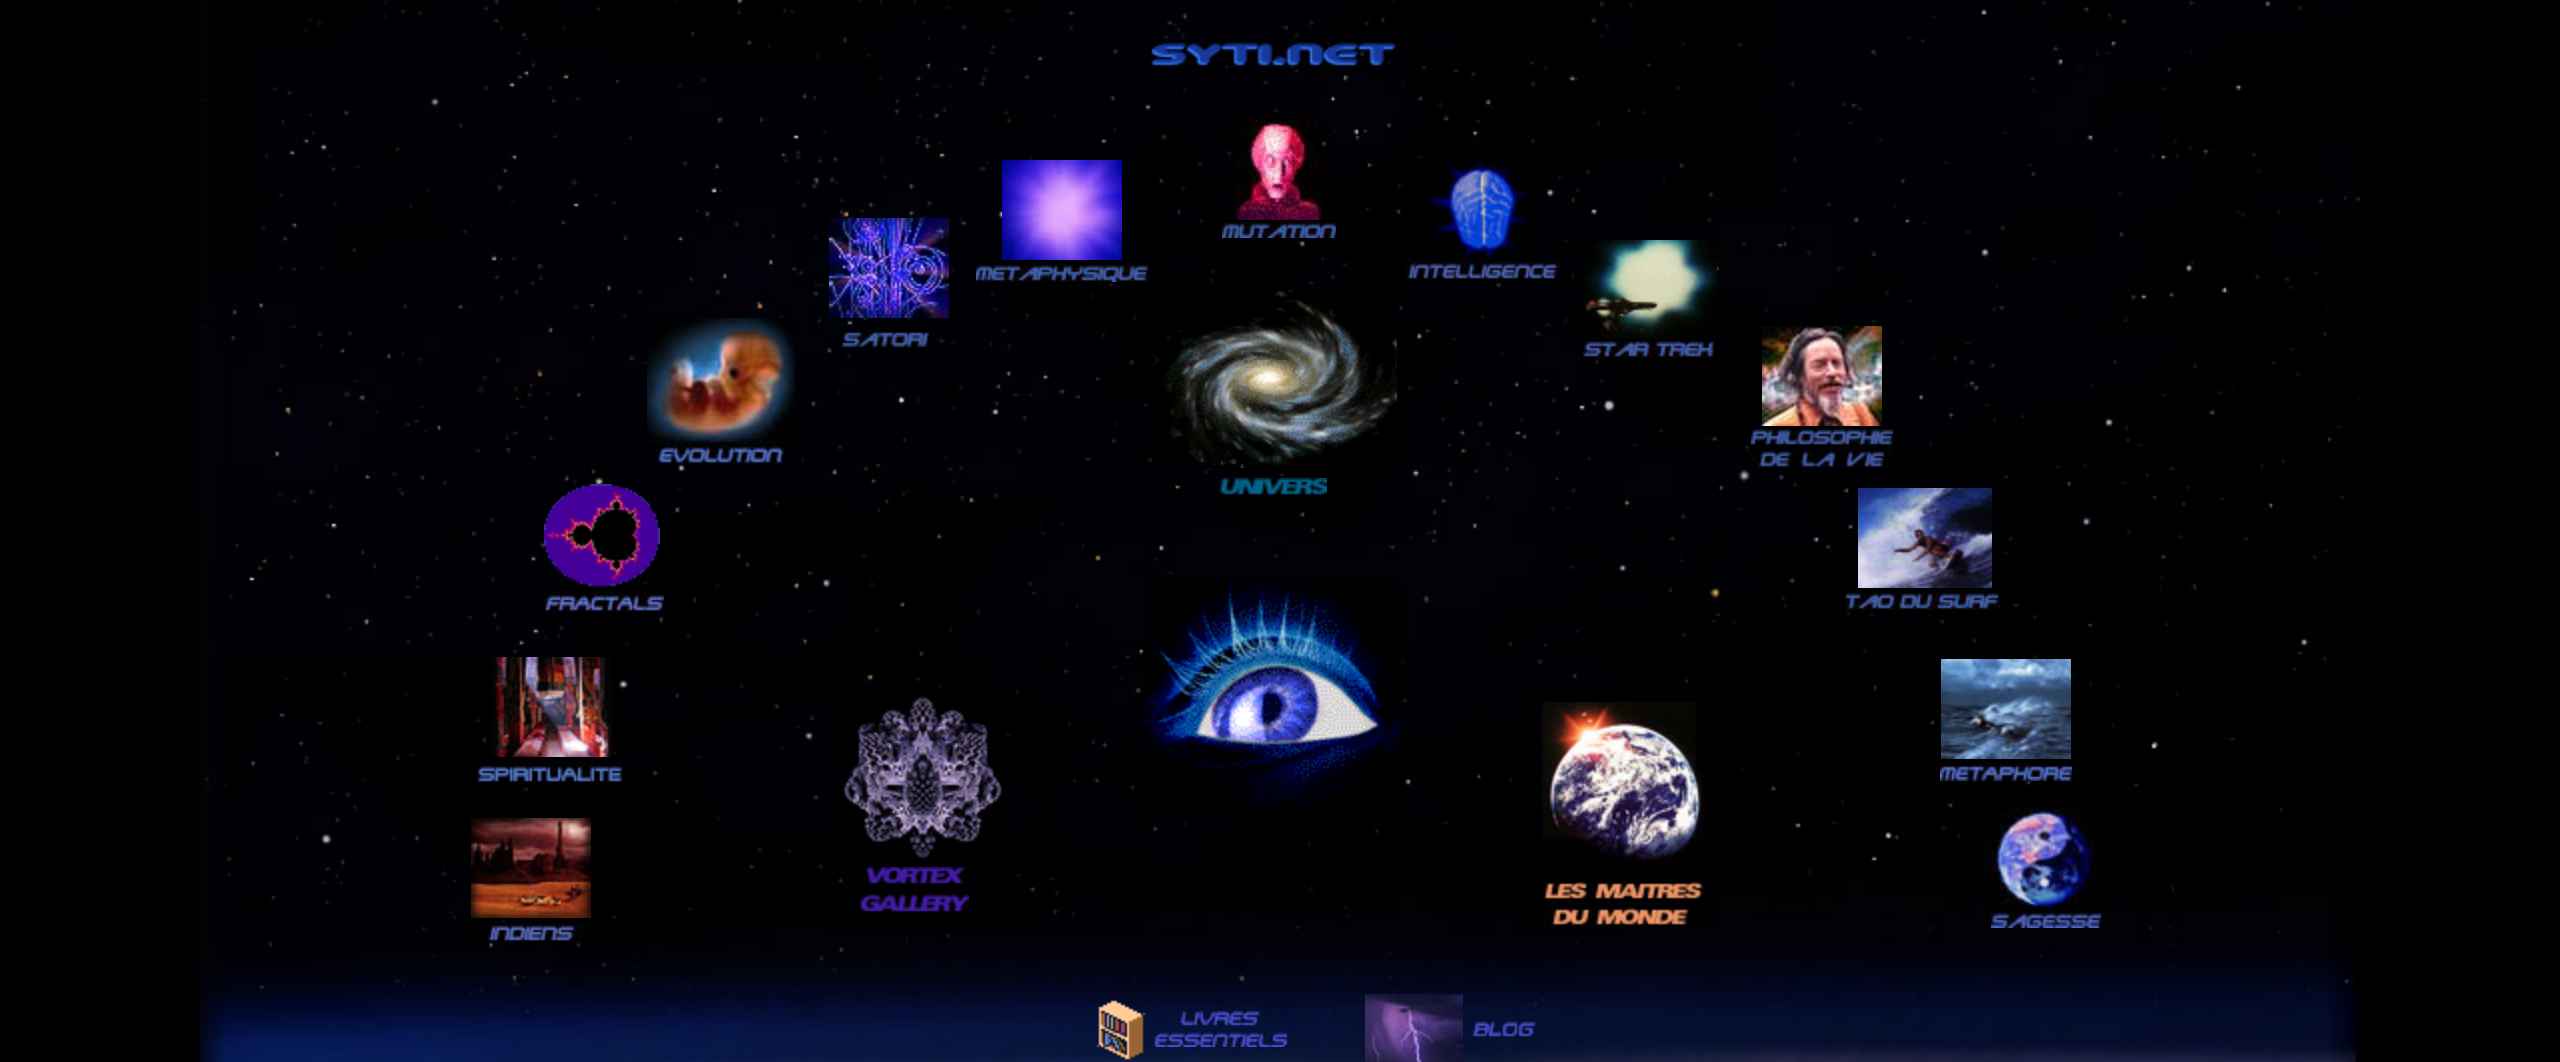 SYTI.NET
MUTATION
METAPHYSIQUE
INTELLIGENCE
SATORI
STAR TREK
EVOLUTION
PHILOSOPHIE
DE LA VIE
UNIVERS
FRACTALS
TAO DU SURF
SPIRITUALITE
METAPHORE
VORTEX
GALLERY
LES MAITRES
DU MONDE
INDIENS
SAGESSE
LIVRES
ESSENTIELS
BLOG